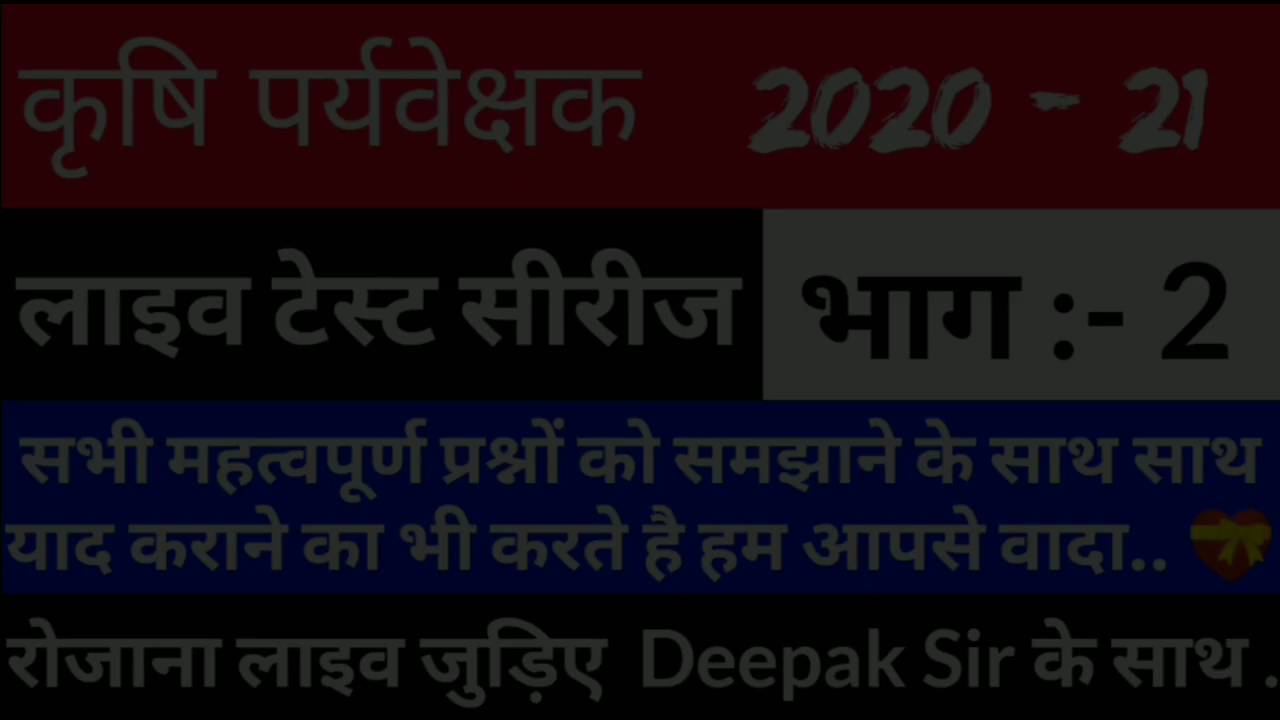 कृषि पर्यवेक्षक 2020 - 21
लाइव टेस्ट सीरीज भाग :- 2
सभी महत्वपूर्ण प्रश्नों को समझाने के साथ साथ
याद कराने का भी करते है हम आपसे वादा..
रोजाना लाइव जुड़िए Deepak Sir के साथ .